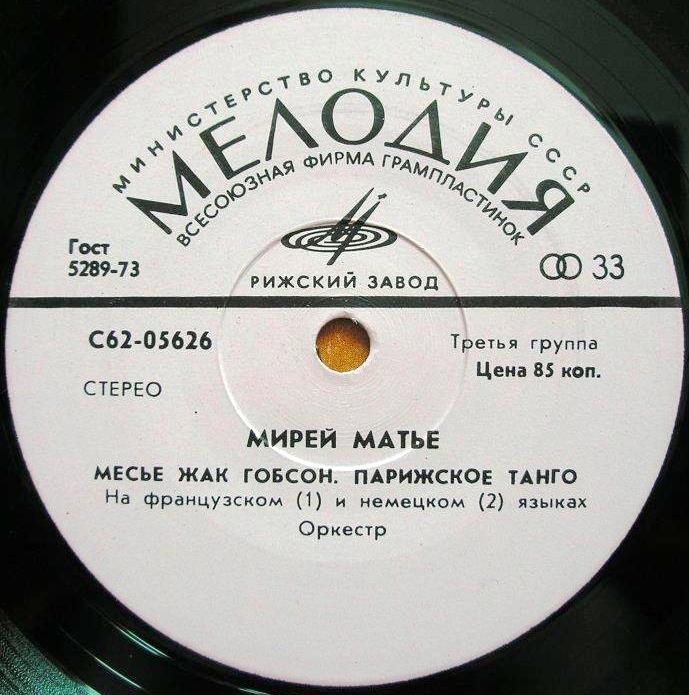 МИНИСТЕРСТВО КУЛЬТУРЫ СССР
МЕЛОДИЯ
ВСЕСОЮЗНАЯ ФИРМА ГРАМПЛАСТИНОК
Гост
5289-73
РИЖСКИЙ ЗАВОД
33
С62-05626
Третья группа
Цена 85 коп.
СТЕРЕО
МИРЕЙ МАТЬЕ
МЕСЬЕ ЖАК ГОБСОН. ПАРИЖСКОЕ ТАНГО
На французском (1) и немецком (2) языках
Оркестр